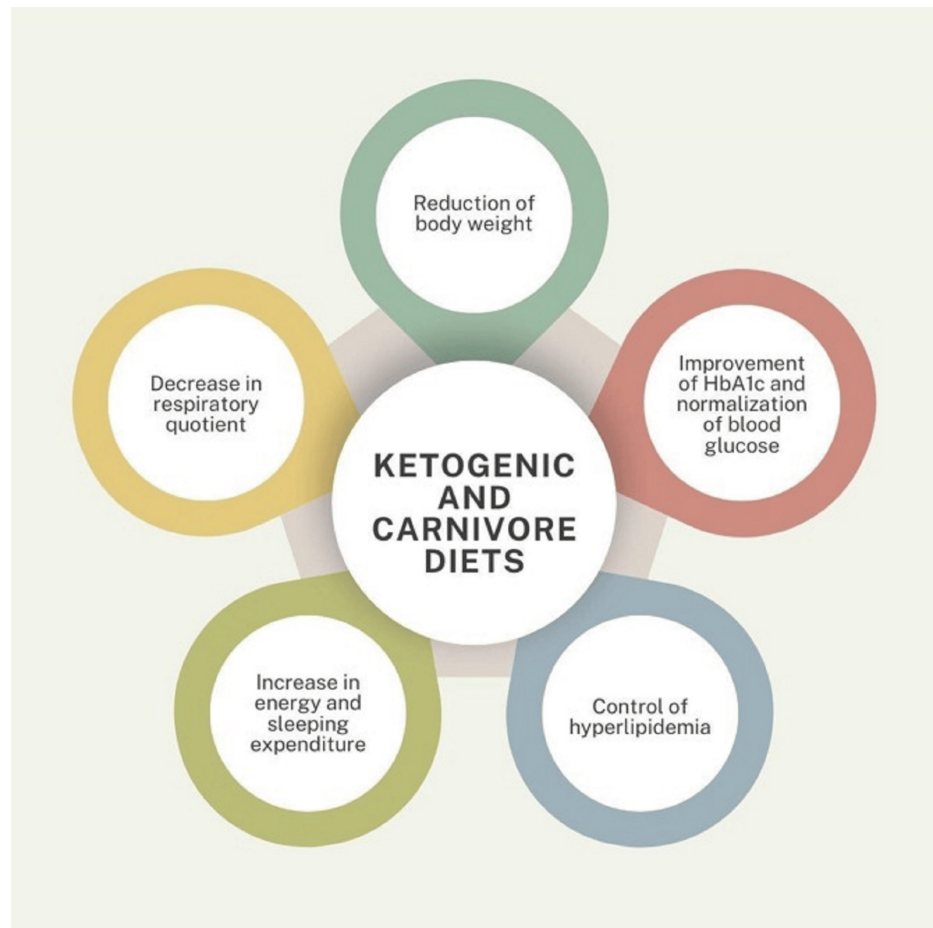 Reduction of
body weight
Improvement
of HbA1c and
normalization
of blood
glucose
Control of
hyperlipidemia
Increase in
energy and
sleeping
expenditure
Decrease in
respiratory
quotient
KETOGENIC
AND
CARNIVORE
DIETS